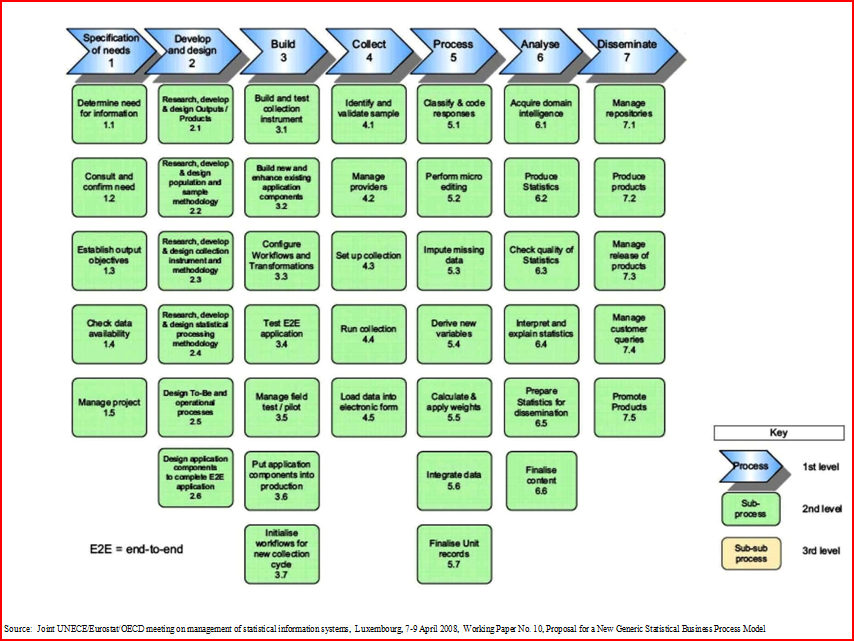 Specification
of needs
1
Develop
and design
2
Build
3
Collect
4
Process
5
Analyse
6
Disseminate
7
Determine need
for information
1.1
Research, develop
& design Outputs /
Products
2.1
Build and test
collection
instrument
3.1
Identify and
validate sample
4.1
Classify & code
responses
5.1
Acquire domain
intelligence
6.1
Manage
repositories
7.1
Consult and
confirm need
1.2
Research, develop
& design
population and
sample
methodology
2.2
Build new and
enhance existing
application
components
3.2
Manage
providers
4.2
Perform micro
editing
5.2
Produce
Statistics
6.2
Produce
products
7.2
Establish output
objectives
1.3
Research, develop
& design collection
instrument and
methodology
2.3
Configure
Workflows and
Transformations
3.3
Set up collection
4.3
Impute missing
data
5.3
Check quality of
Statistics
6.3
Manage
release of
products
7.3
Check data
availability
1.4
Research, develop
& design statistical
processing
methodology
2.4
Test E2E
application
3.4
Run collection
4.4
Derive new
variables
5.4
Interpret and
explain statistics
6.4
Manage
customer
queries
7.4
Manage project
1.5
Design To-Be and
operational
processes
2.5
Manage field
test / pilot
3.5
Load data into
electronic form
4.5
Calculate &
apply weights
5.5
Prepare
Statistics for
dissemination
6.5
Promote
Products
7.5
Design application
components
to complete E2E
application
2.6
Put application
components into
production
3.6
Integrate data
5.6
Finalise
content
6.6
Initialise
workflows for
new collection
cycle
3.7
Finalise Unit
records
5.7
E2E = end-to-end
Key
Process
1st level
Sub-
process
2nd level
Sub-sub
process
3rd level
Source: Joint UNECE/Eurostat/OECD meeting on management of statistical information systems, Luxembourg, 7-9 April 2008, Working Paper No. 10, Proposal for a New Generic Statistical Business Process Model